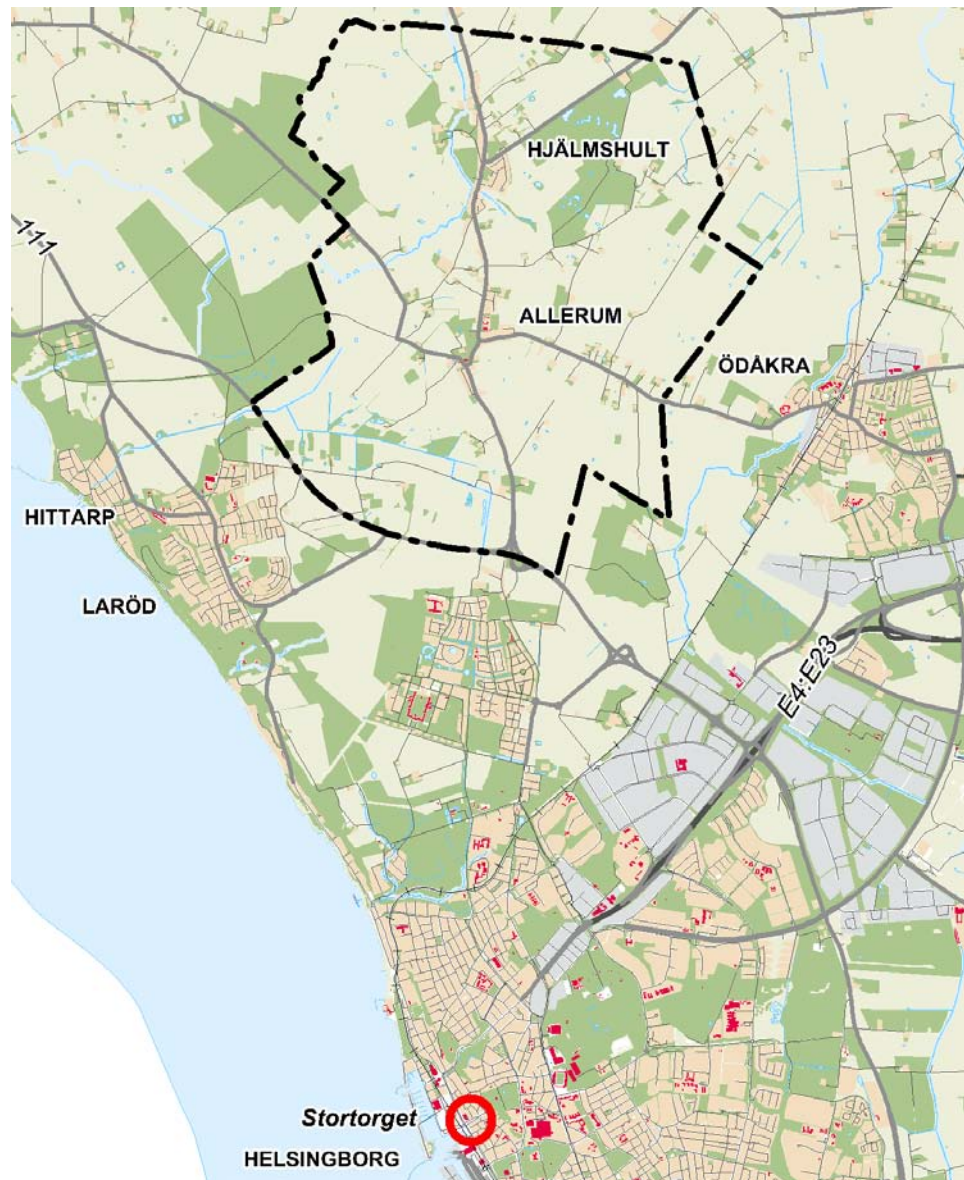 HJÄLMSHULT
111
ALLERUM
ÖDÅKRA
HITTARP
LARÖD
E4:E23
Stortorget
HELSINGBORG